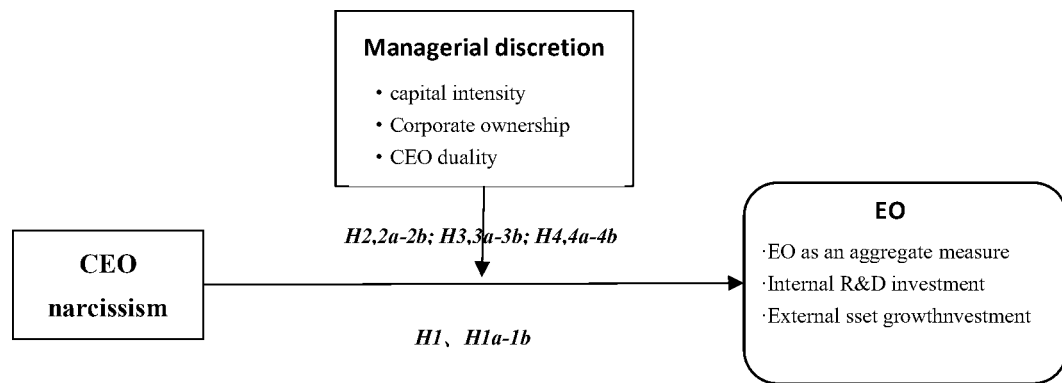 Managerial discretion
• capital intensity
• Corporate ownership
• CEO duality
H2,2a-2b; H3,3a-3b; H4,4a-4b
CEO
narcissism
H1、H1a-1b
EO
·EO as an aggregate measure
·Internal R&D investment
·External sset growthnvestment